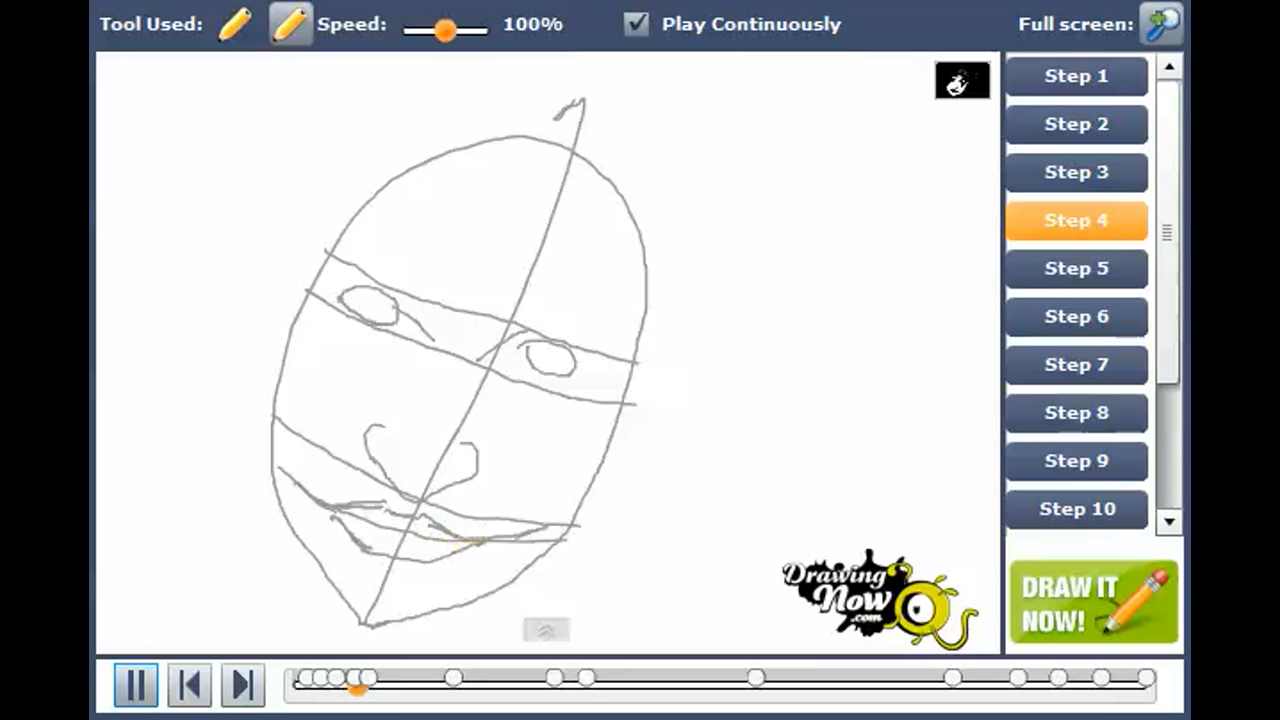 Tool Used: Speed: 100% Play Continuously Full screen:
Step 1
Step 2
Step 3
Step 4
Step 5
Step 6
Step 7
Step 8
Step 9
Step 10
Drawing
Now
.com
DRAW IT
NOW!